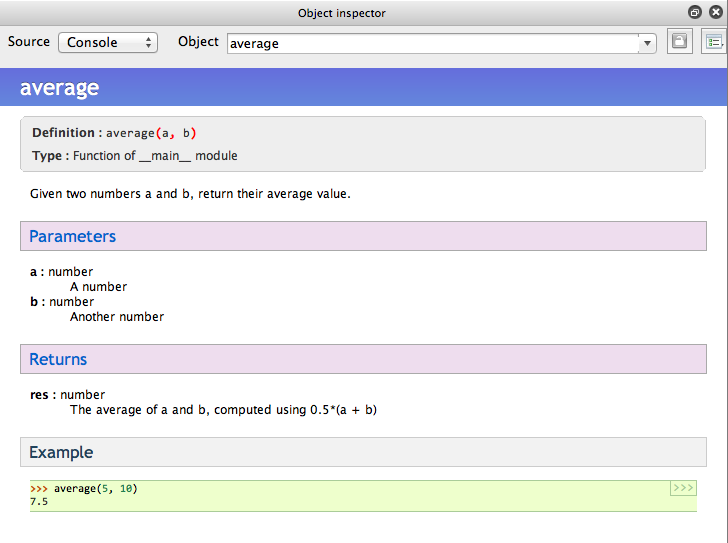 Object inspector
Source Console Object average
average
Definition : average(a, b)
Type : Function of __main__ module
Given two numbers a and b, return their average value.
Parameters
a : number
A number
b : number
Another number
Returns
res : number
The average of a and b, computed using 0.5*(a + b)
Example
>>> average(5, 10) >>>
7.5